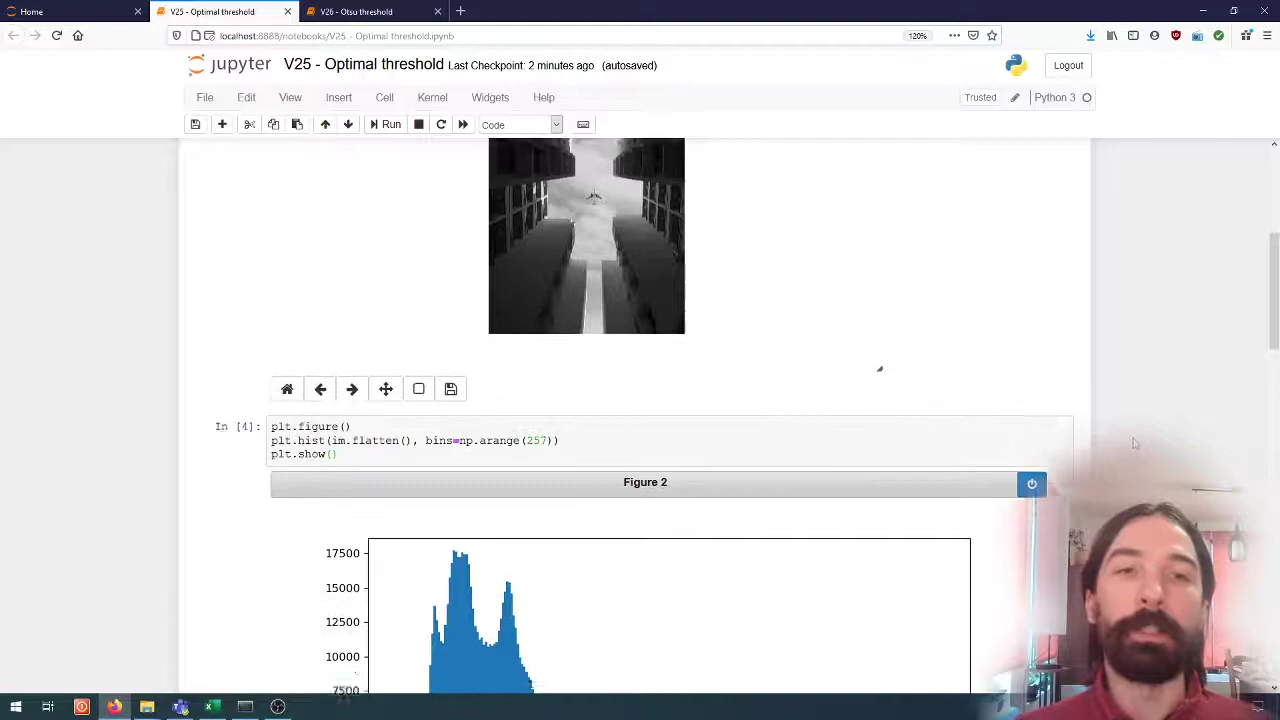 Home
V25 - Optimal threshold
V26 - Otsu threshold
localhost:8888/notebooks/V25 - Optimal threshold.ipynb
120%
jupyter
V25 - Optimal threshold Last Checkpoint: 2 minutes ago (autosaved)
Logout
File Edit View Insert Cell Kernel Widgets Help
Trusted
Python 3
Run
Code
In [4]:
plt.figure()
plt.hist(im.flatten(), bins=np.arange(257))
plt.show()
Figure 2
17500
15000
12500
10000
7500